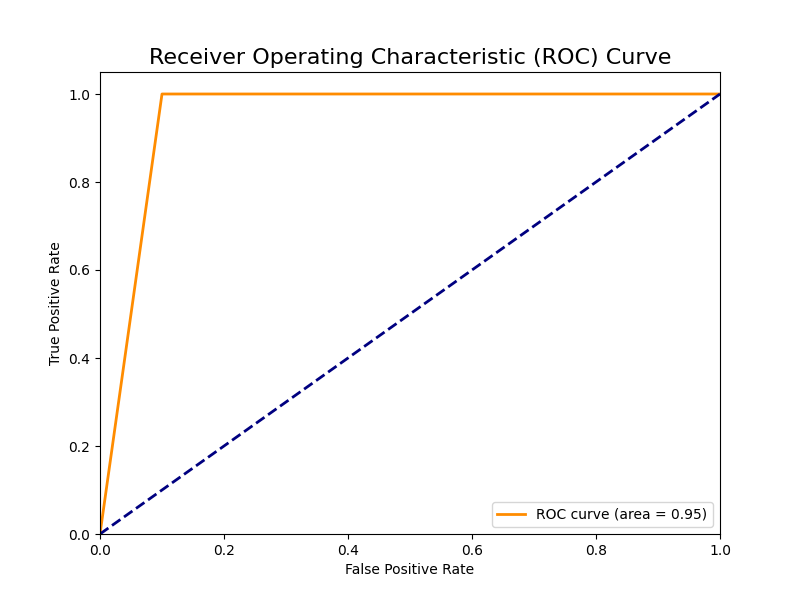 Receiver Operating Characteristic (ROC) Curve
1.0
0.8
0.6
0.4
0.2
0.0
True Positive Rate
ROC curve (area = 0.95)
0.0 0.2 0.4 0.6 0.8 1.0
False Positive Rate